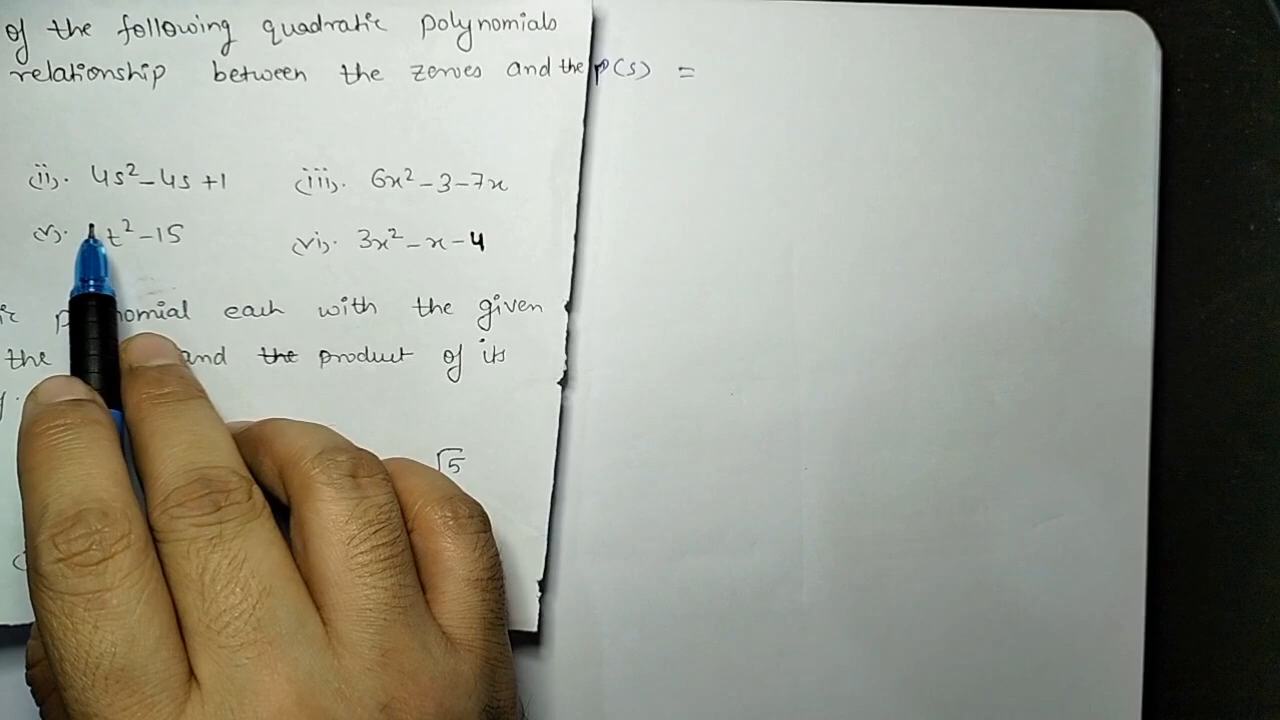 of the following quadratic polynomials
relationship between the zeroes and the p(s) =
(ii). 4s² - 4s + 1 (iii). 6x² - 3 - 7x
(v). t² - 15 (vi). 3x² - x - 4
each with the given
the and the product of its
√5